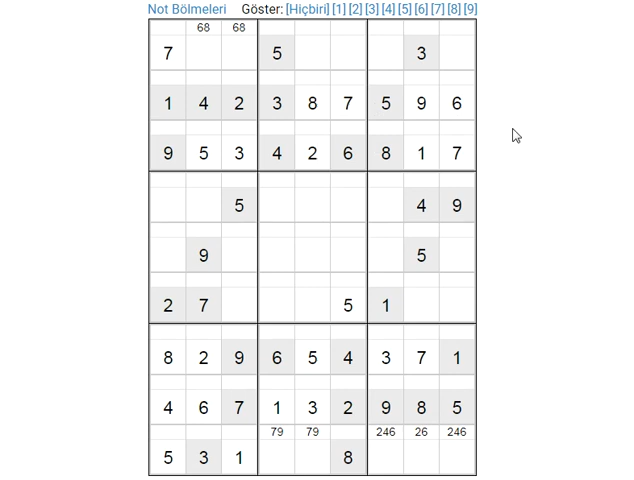 Not Bölmeleri Göster: [Hiçbiri] [1] [2] [3] [4] [5] [6] [7] [8] [9]
68 68
7 5 3
1 4 2 3 8 7 5 9 6
9 5 3 4 2 6 8 1 7
5 4 9
9 5
2 7 5 1
8 2 9 6 5 4 3 7 1
4 6 7 1 3 2 9 8 5
79 79 246 26 246
5 3 1 8